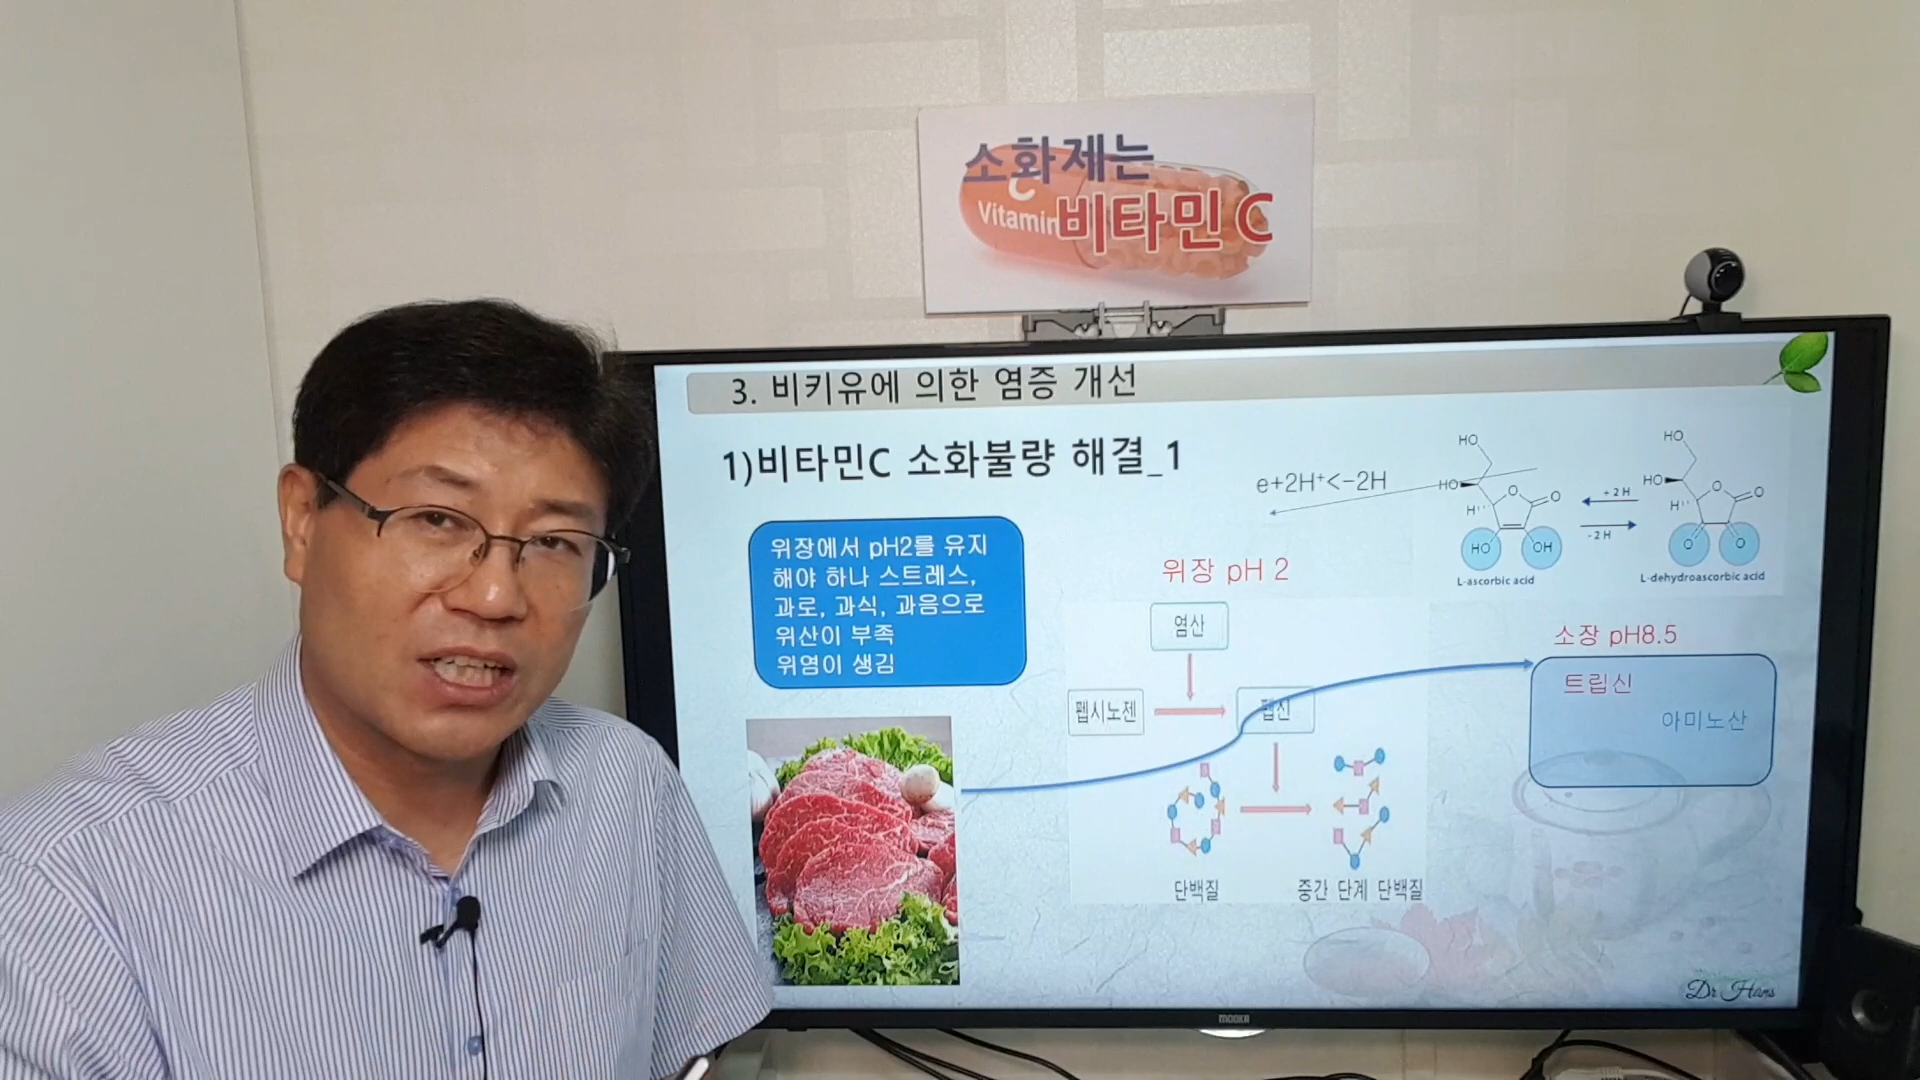 소화제는
C
Vitamin
비타민C
3. 비키유에 의한 염증 개선
1)비타민C 소화불량 해결_1
e+2H⁺<-2H
HO
HO
H
O
O
HO
OH
L-ascorbic acid
+2H
-2H
HO
HO
H
O
O
O
O
L-dehydroascorbic acid
위장에서 pH2를 유지
해야 하나 스트레스,
과로, 과식, 과음으로
위산이 부족
위염이 생김
위장 pH 2
염산
펩시노젠
펩신
단백질
중간 단계 단백질
소장 pH8.5
트립신
아미노산
Dr Hans
MOOKA